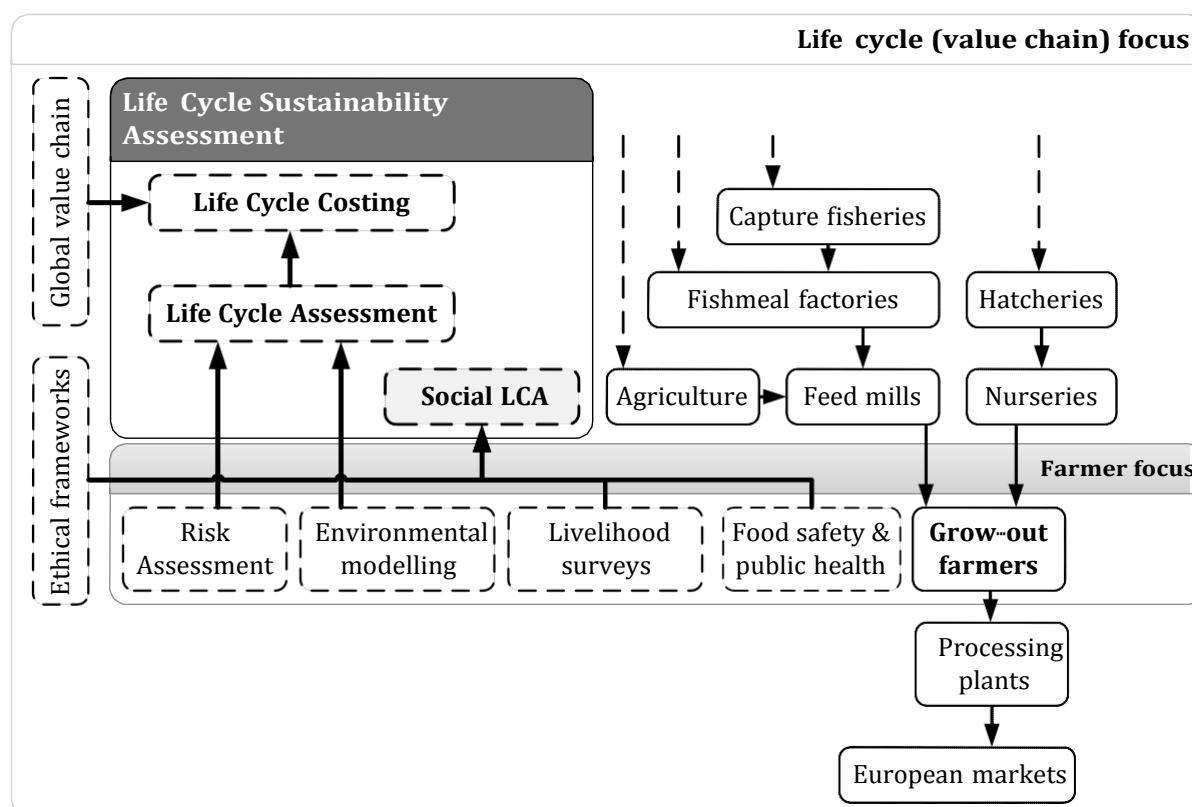 Life cycle (value chain) focus
Global value chain
Life Cycle Sustainability
Assessment
Life Cycle Costing
Life Cycle Assessment
Social LCA
Capture fisheries
Fishmeal factories
Hatcheries
Agriculture
Feed mills
Nurseries
Ethical frameworks
Farmer focus
Risk
Assessment
Environmental
modelling
Livelihood
surveys
Food safety &
public health
Grow-out
farmers
Processing
plants
European markets